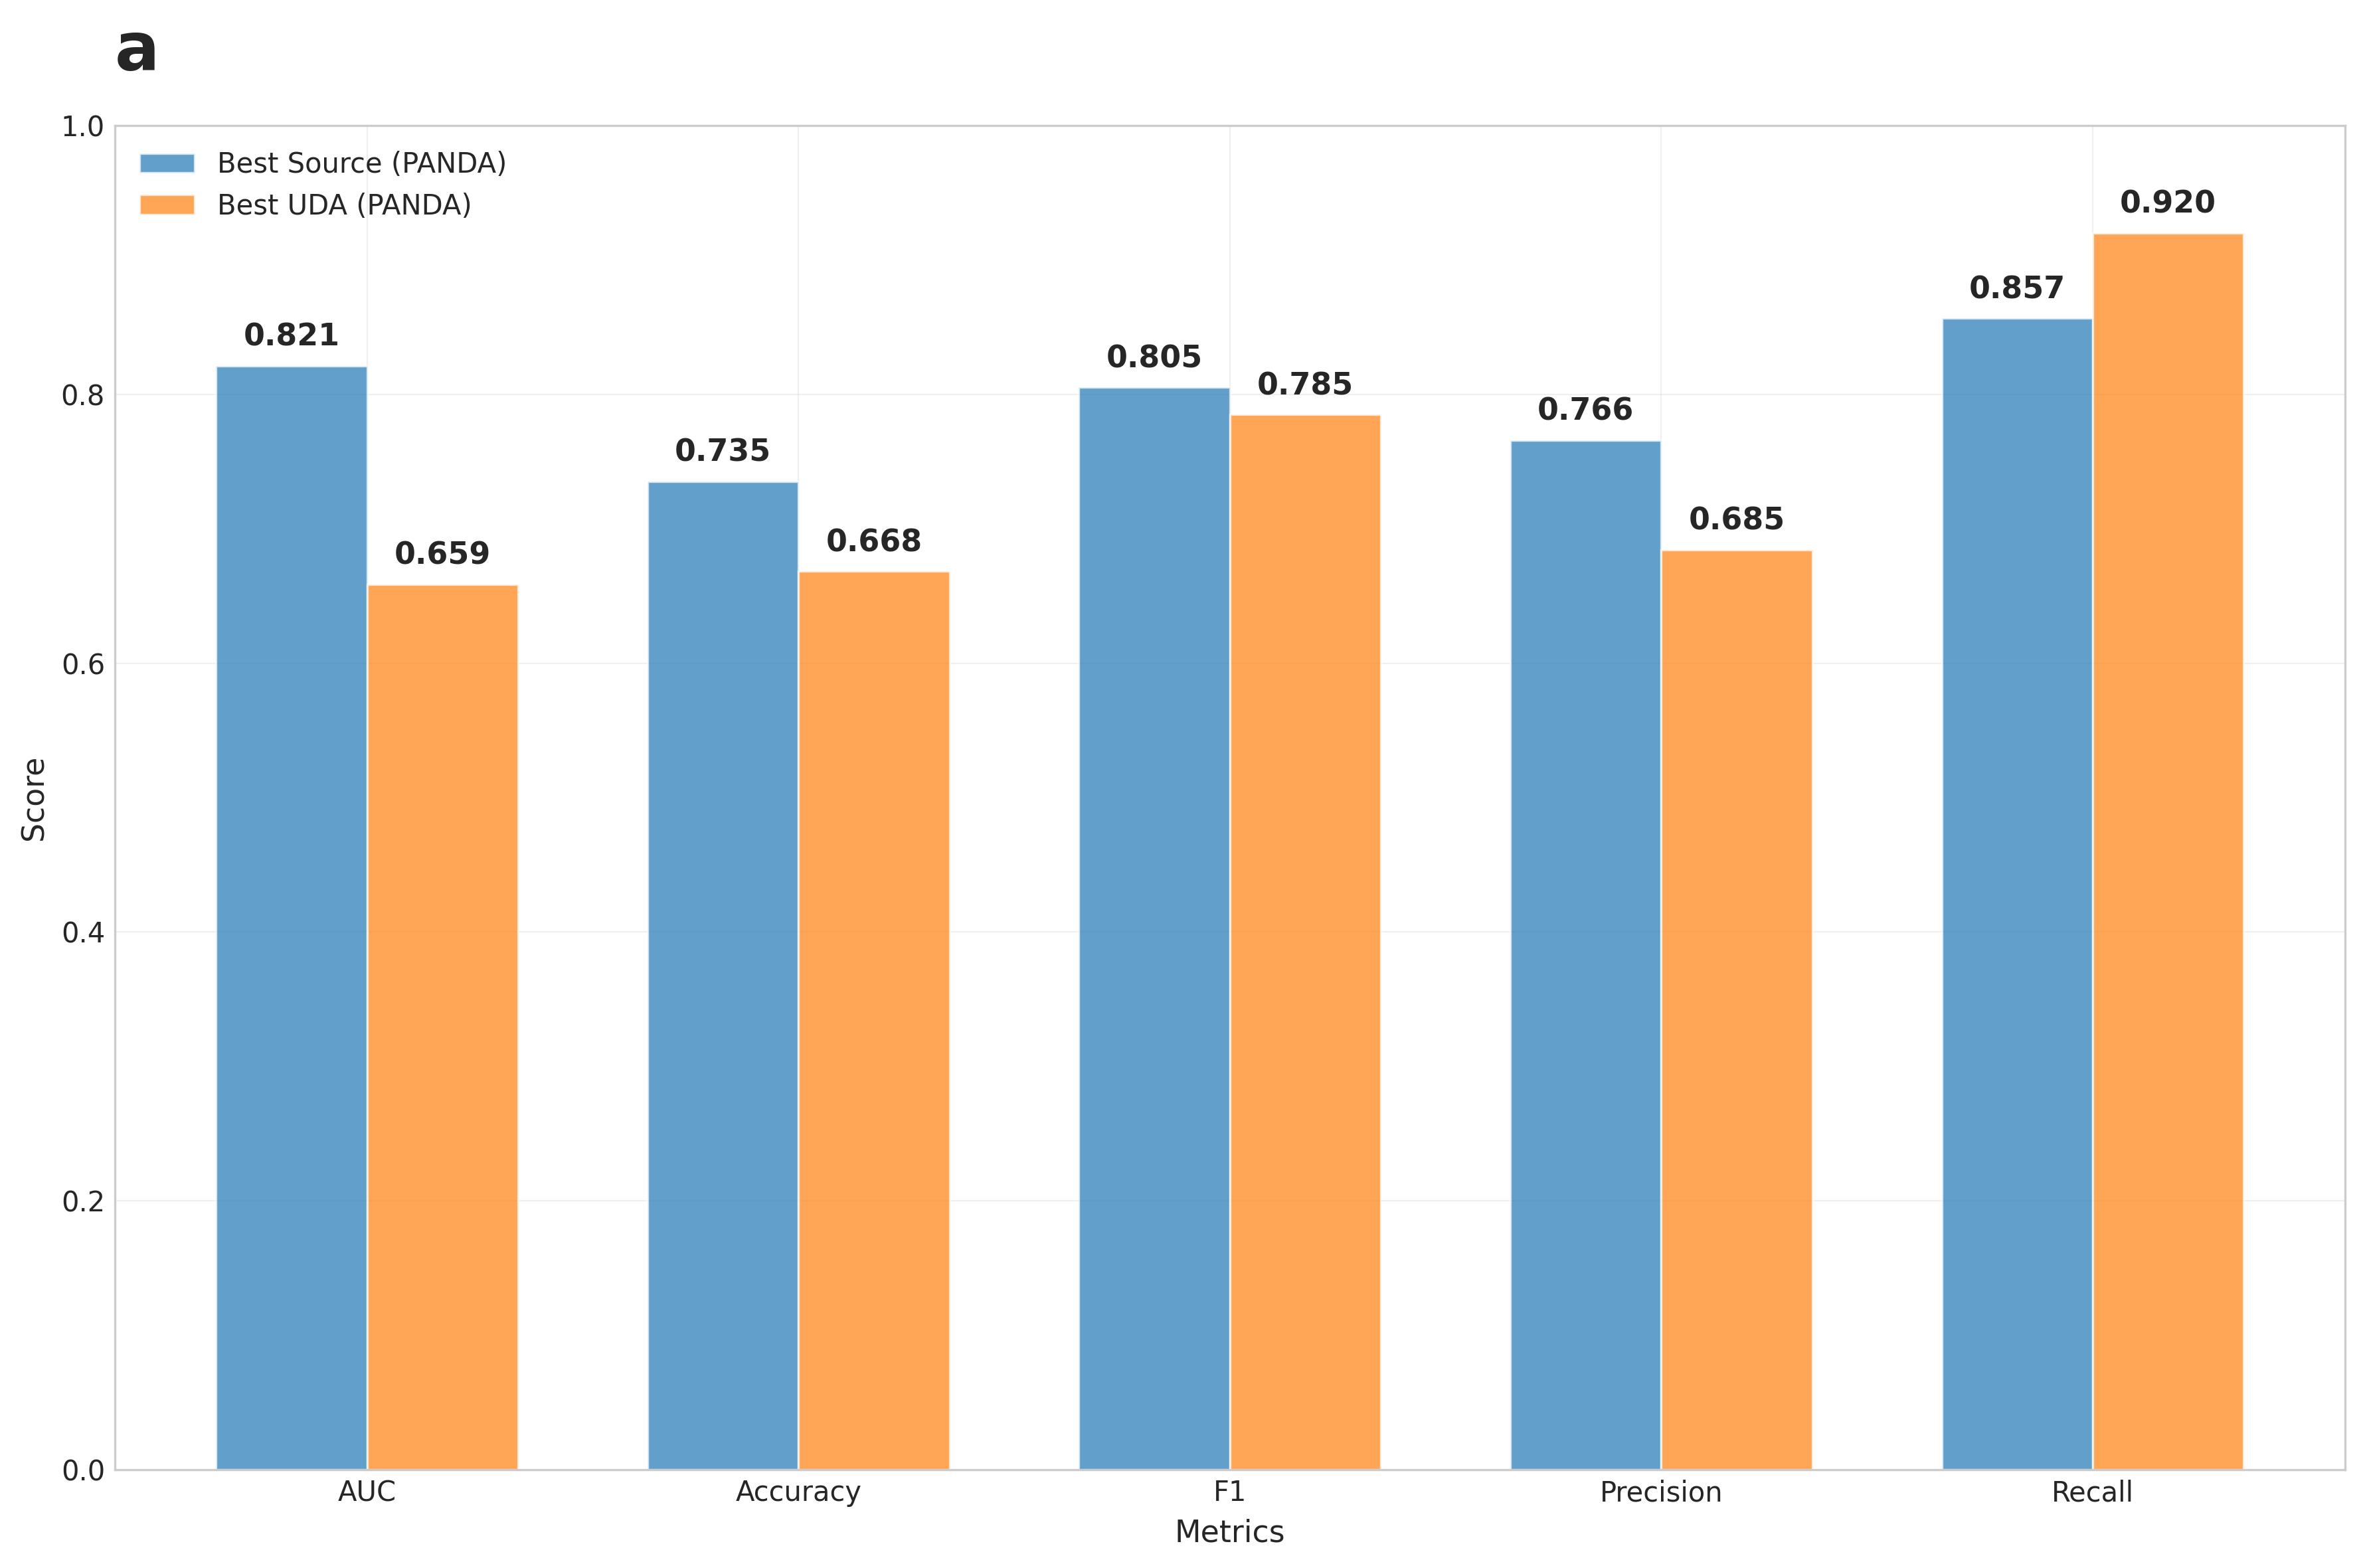 a
1.0
Best Source (PANDA)
Best UDA (PANDA)
0.920
0.857
0.821
0.805
0.785
0.8
0.766
0.735
0.685
0.668
0.659
0.6
Score
0.4
0.2
0.0
AUC Accuracy F1 Precision Recall
Metrics